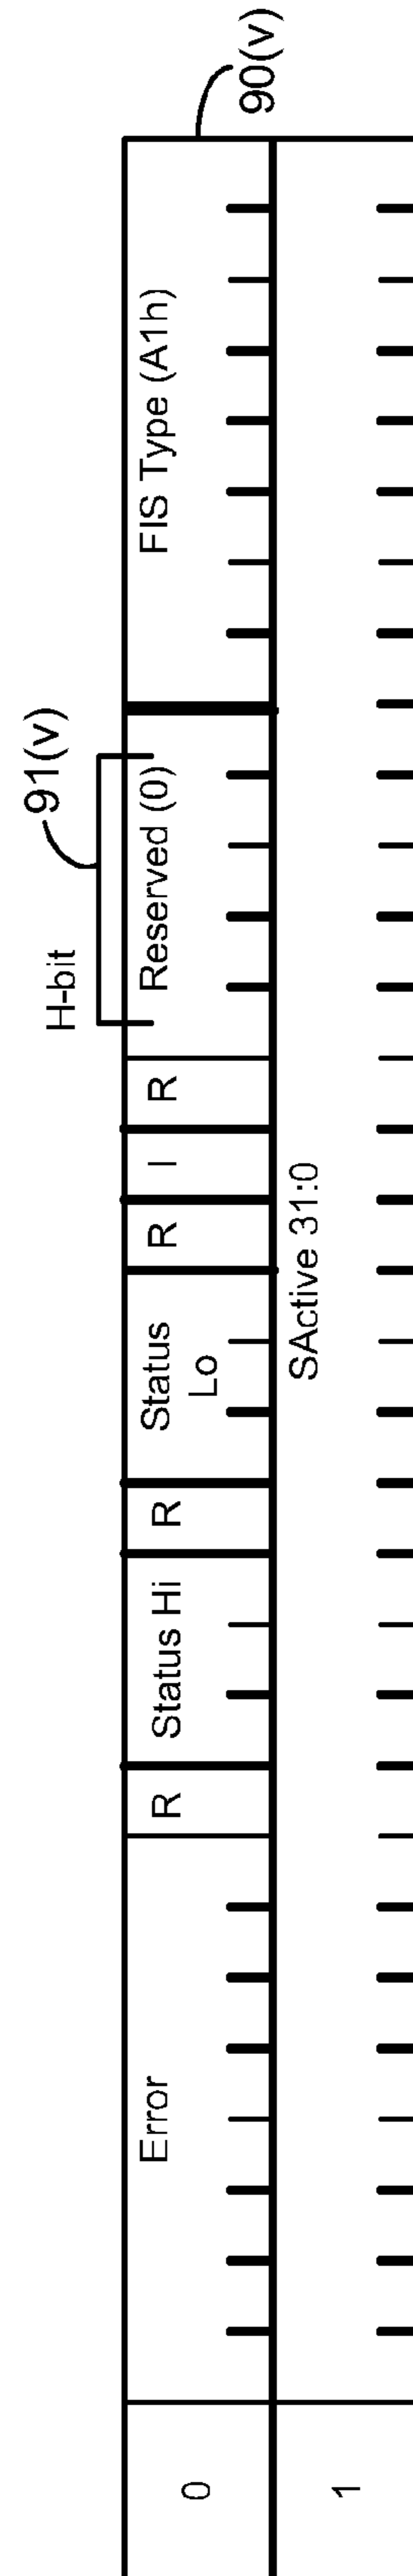 90(v)
91(v)
H-bit
0
Error
R
Status Hi
R
Status
Lo
R
I
R
Reserved (0)
FIS Type (A1h)
1
SActive 31:0